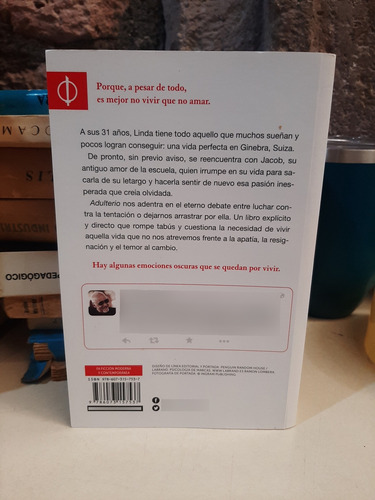 Porque, a pesar de todo,
es mejor no vivir que no amar.
A sus 31 años, Linda tiene todo aquello que muchos sueñan y
pocos logran conseguir: una vida perfecta en Ginebra, Suiza.
De pronto, sin previo aviso, se reencuentra con Jacob, su
antiguo amor de la escuela, quien irrumpe en su vida para sa-
carla de su letargo y hacerla sentir de nuevo esa pasión ines-
perada que creía olvidada.
Adulterio nos adentra en el eterno debate entre luchar con-
tra la tentación o dejarnos arrastrar por ella. Un libro explícito
y directo que rompe tabús y cuestiona la necesidad de vivir
aquella vida que no nos atrevemos frente a la apatía, la resig-
nación y el temor al cambio.
Hay algunas emociones oscuras que se quedan por vivir.
FICCIÓN MODERNA
Y CONTEMPORÁNEA
PEDAGÓGICO